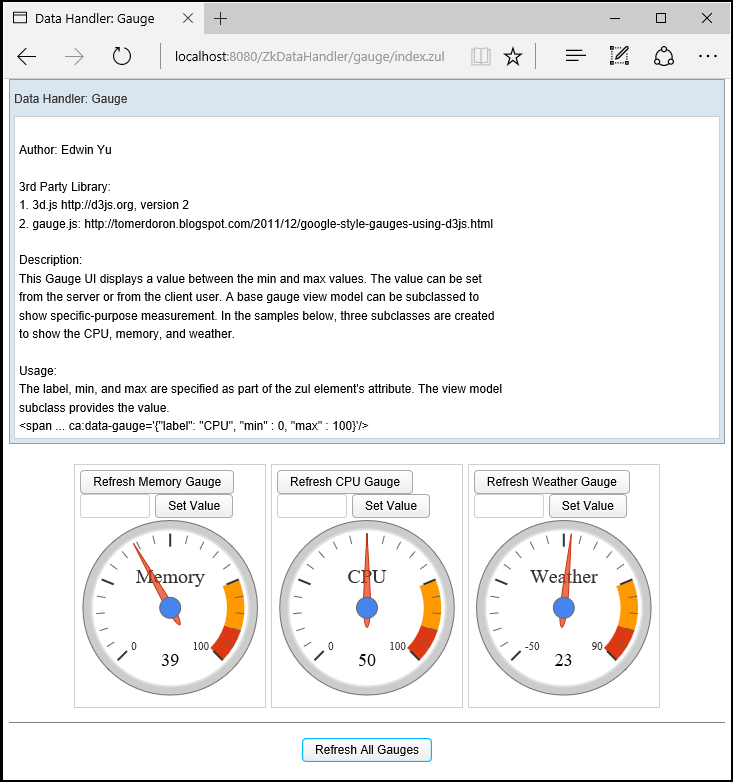 Data Handler: Gauge
localhost:8080/ZkDataHandler/gauge/index.zul
Data Handler: Gauge
Author: Edwin Yu
3rd Party Library:
1. 3d.js http://d3js.org, version 2
2. gauge.js: http://tomerdoron.blogspot.com/2011/12/google-style-gauges-using-d3js.html
Description:
This Gauge UI displays a value between the min and max values. The value can be set
from the server or from the client user. A base gauge view model can be subclassed to
show specific-purpose measurement. In the samples below, three subclasses are created
to show the CPU, memory, and weather.
Usage:
The label, min, and max are specified as part of the zul element's attribute. The view model
subclass provides the value.
<span ... ca:data-gauge='{"label": "CPU", "min" : 0, "max" : 100}'/>
Refresh Memory Gauge
Set Value
Memory
0 100
39
Refresh CPU Gauge
Set Value
CPU
0 100
50
Refresh Weather Gauge
Set Value
Weather
-50 90
23
Refresh All Gauges